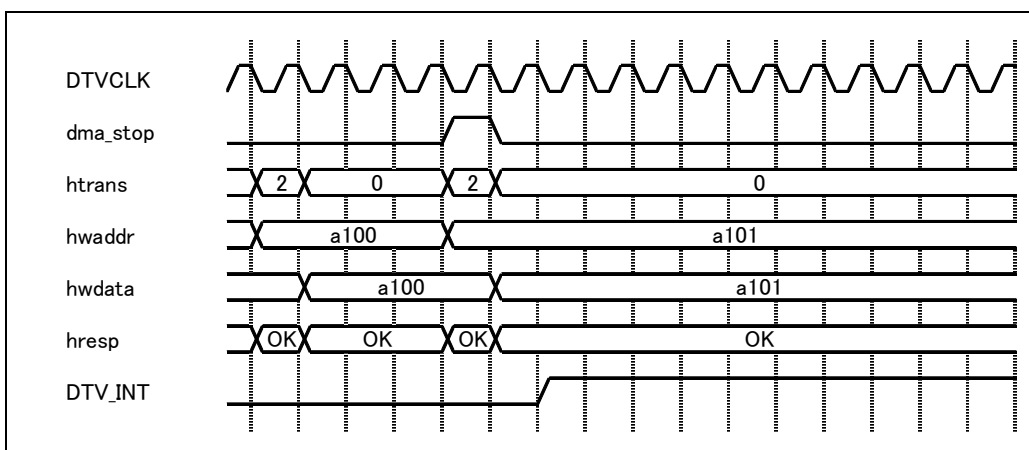 DTVCLK
dma_stop
htrans 2 0 2 0
hwaddr a100 a101
hwdata a100 a101
hresp OK OK OK OK
DTV_INT